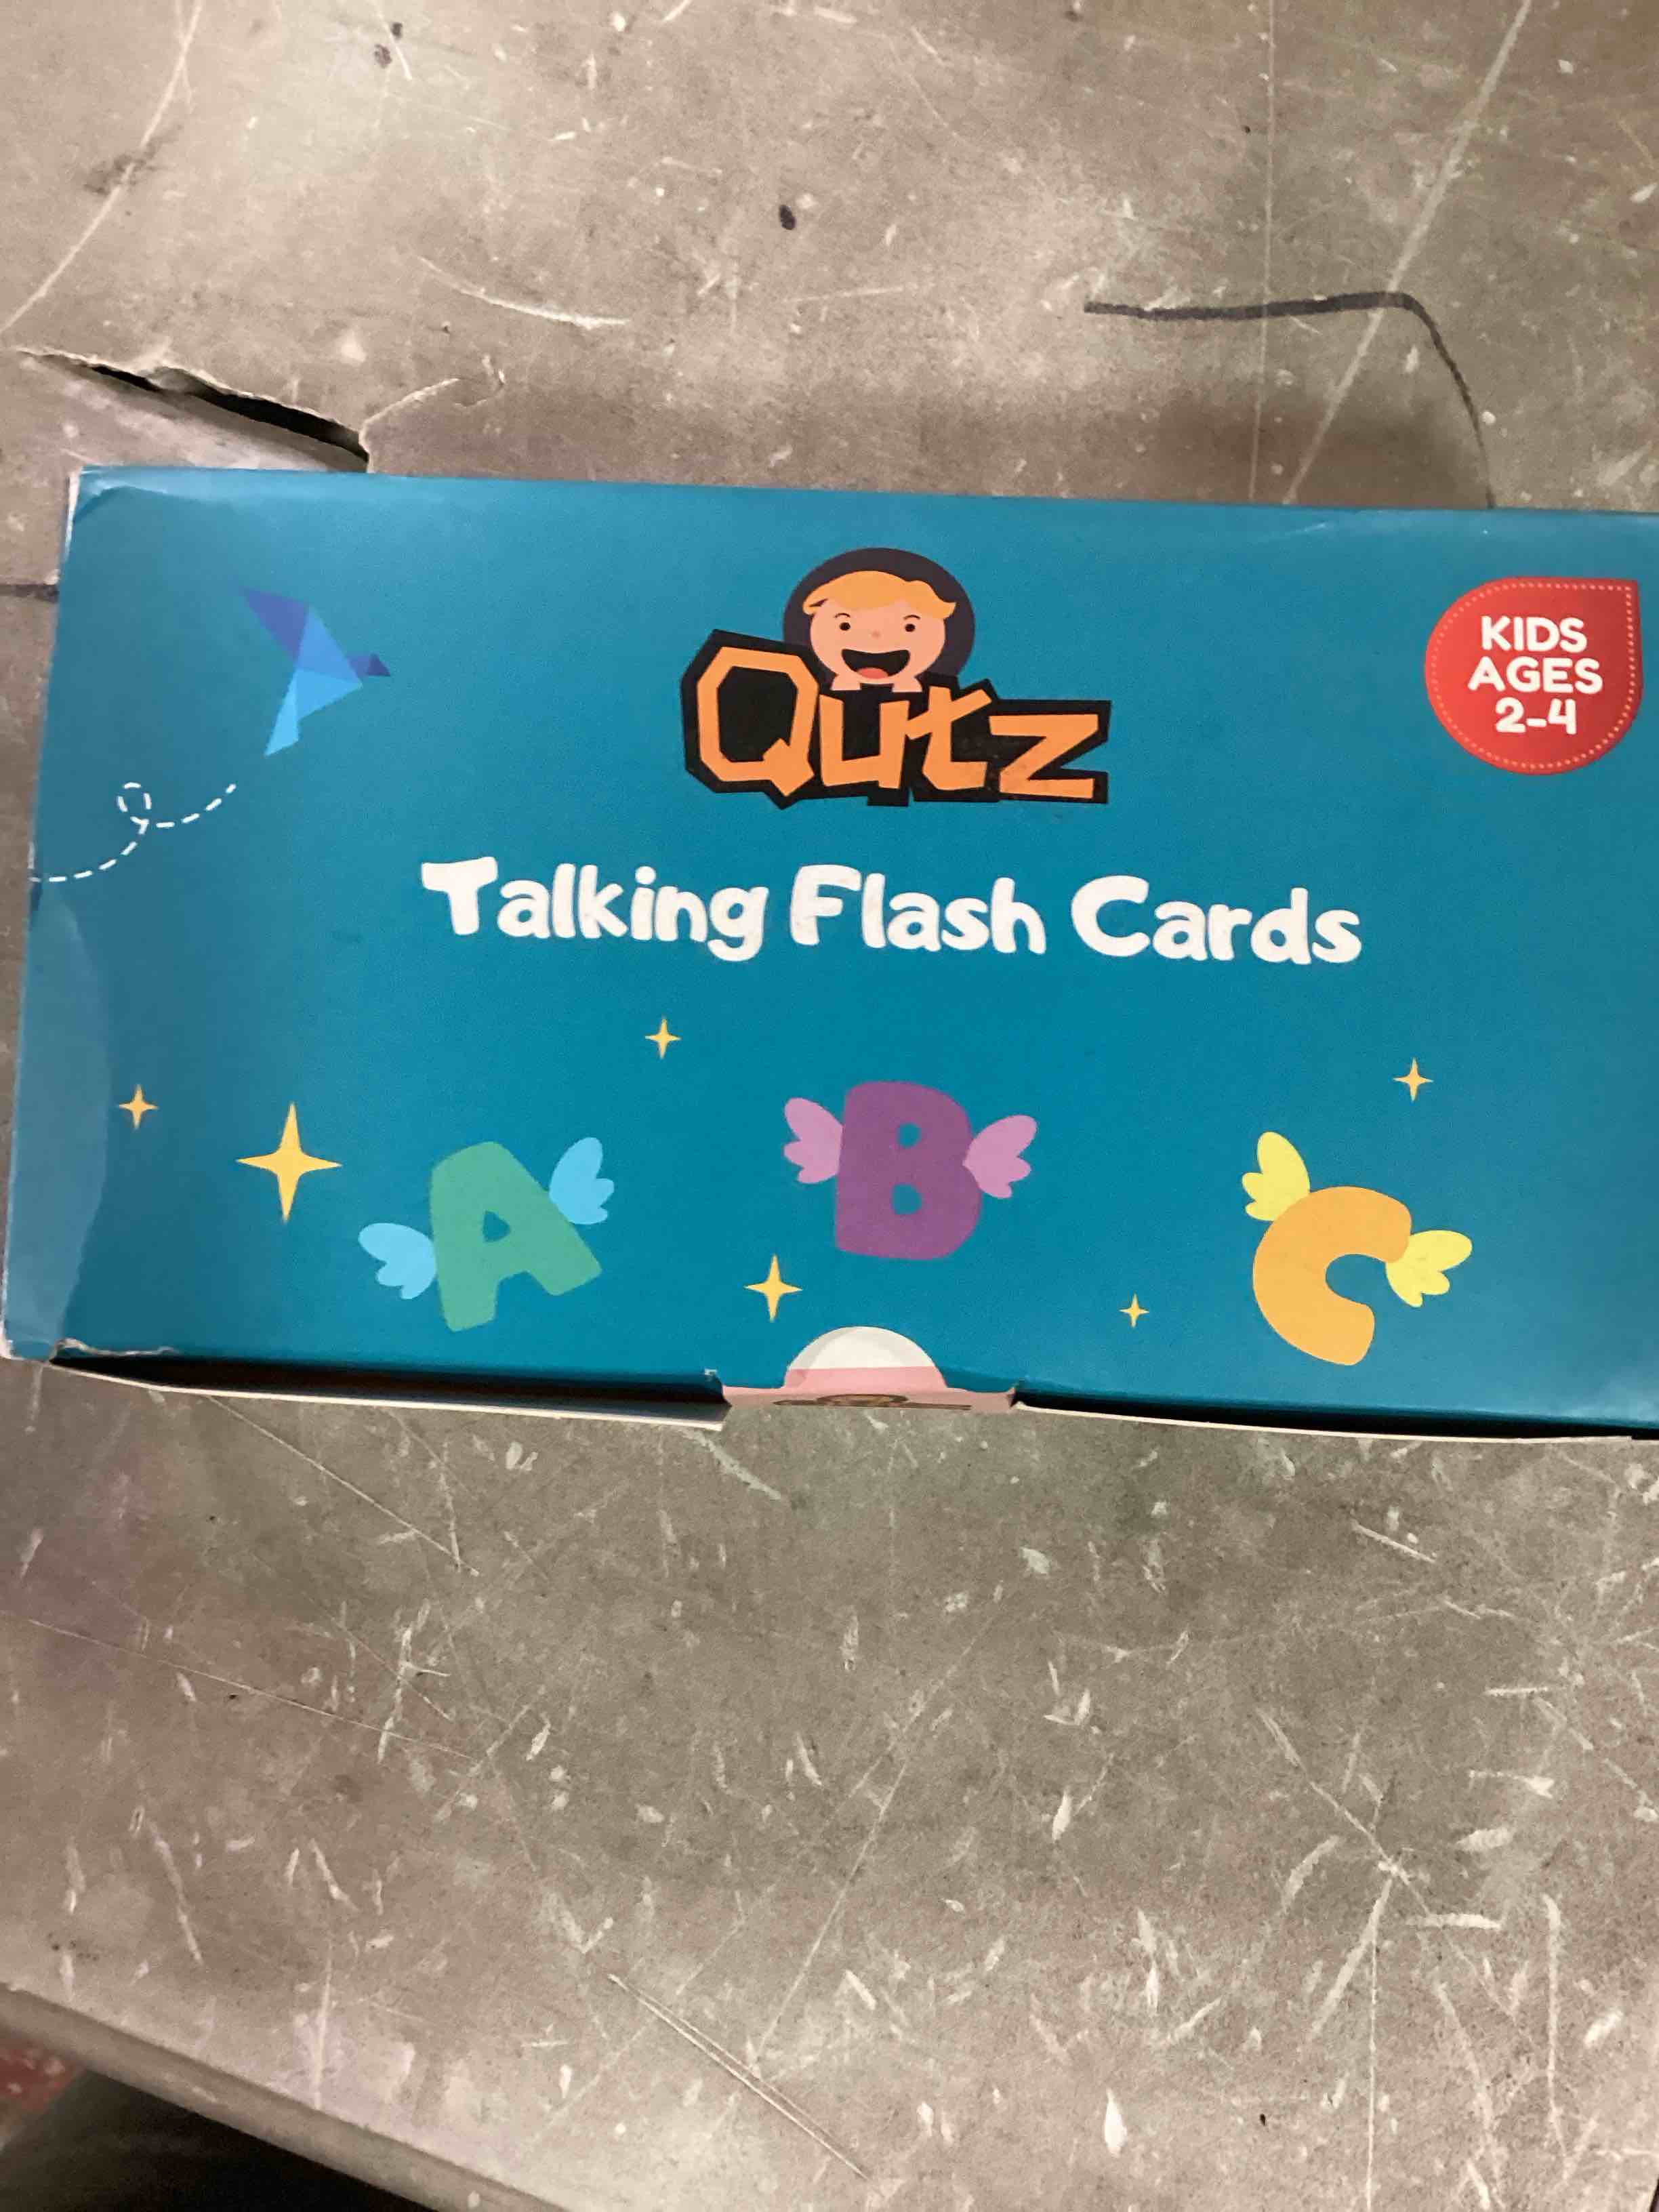 Qutz
KIDS
AGES
2-4
Talking Flash Cards
A B C